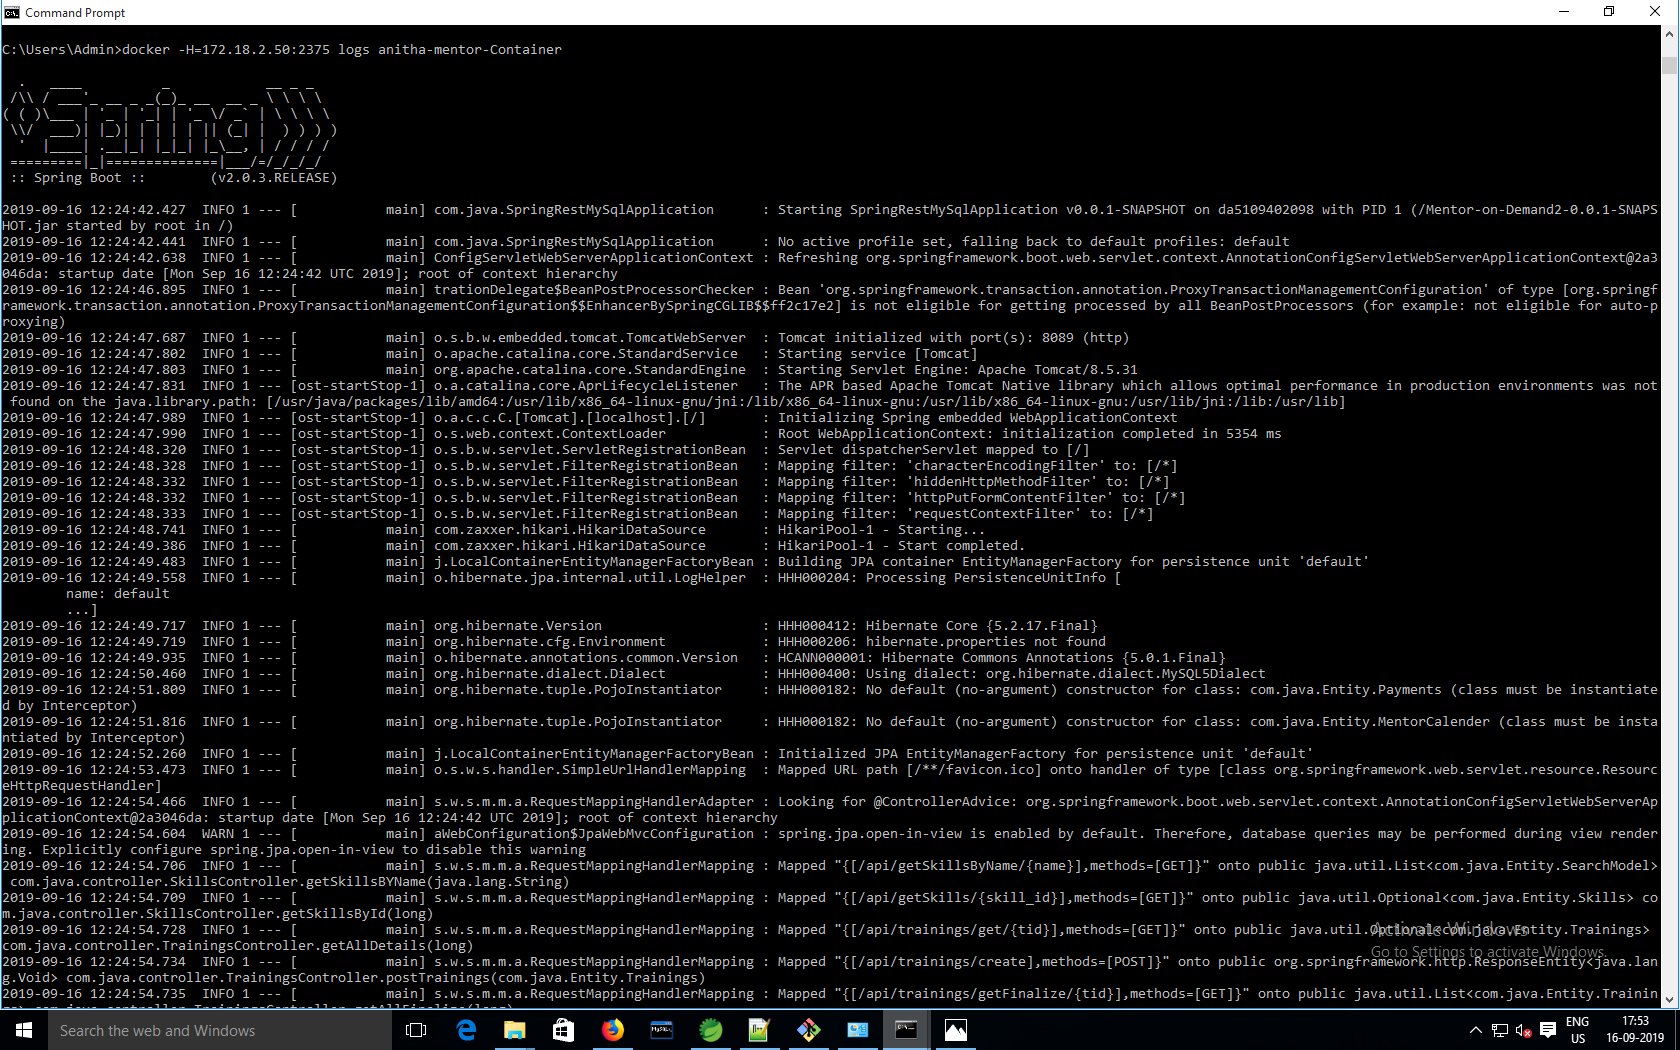 Command Prompt
C:\Users\Admin>docker -H=172.18.2.50:2375 logs anitha-mentor-Container
  .   ____          _            __ _ _
 /\\ / ___'_ __ _ _(_)_ __  __ _ \ \ \ \
( ( )\___ | '_ | '_| | '_ \/ _` | \ \ \ \
 \\/  ___)| |_)| | | | | || (_| |  ) ) ) )
  '  |____| .__|_| |_|_| |_\__, | / / / /
 =========|_|==============|___/=/_/_/_/
 :: Spring Boot ::        (v2.0.3.RELEASE)
2019-09-16 12:24:42.427  INFO 1 --- [           main] com.java.SpringRestMySqlApplication      : Starting SpringRestMySqlApplication v0.0.1-SNAPSHOT on da5109402098 with PID 1 (/Mentor-on-Demand2-0.0.1-SNAPS
HOT.jar started by root in /)
2019-09-16 12:24:42.441  INFO 1 --- [           main] com.java.SpringRestMySqlApplication      : No active profile set, falling back to default profiles: default
2019-09-16 12:24:42.638  INFO 1 --- [           main] ConfigServletWebServerApplicationContext : Refreshing org.springframework.boot.web.servlet.context.AnnotationConfigServletWebServerApplicationContext@2a3
046da: startup date [Mon Sep 16 12:24:42 UTC 2019]; root of context hierarchy
2019-09-16 12:24:46.895  INFO 1 --- [           main] trationDelegate$BeanPostProcessorChecker : Bean 'org.springframework.transaction.annotation.ProxyTransactionManagementConfiguration' of type [org.springf
ramework.transaction.annotation.ProxyTransactionManagementConfiguration$$EnhancerBySpringCGLIB$$ff2c17e2] is not eligible for getting processed by all BeanPostProcessors (for example: not eligible for auto-p
roxying)
2019-09-16 12:24:47.687  INFO 1 --- [           main] o.s.b.w.embedded.tomcat.TomcatWebServer  : Tomcat initialized with port(s): 8089 (http)
2019-09-16 12:24:47.802  INFO 1 --- [           main] o.apache.catalina.core.StandardService   : Starting service [Tomcat]
2019-09-16 12:24:47.803  INFO 1 --- [           main] org.apache.catalina.core.StandardEngine  : Starting Servlet Engine: Apache Tomcat/8.5.31
2019-09-16 12:24:47.831  INFO 1 --- [ost-startStop-1] o.a.catalina.core.AprLifecycleListener   : The APR based Apache Tomcat Native library which allows optimal performance in production environments was not
 found on the java.library.path: [/usr/java/packages/lib/amd64:/usr/lib/x86_64-linux-gnu/jni:/lib/x86_64-linux-gnu:/usr/lib/x86_64-linux-gnu:/usr/lib/jni:/lib:/usr/lib]
2019-09-16 12:24:47.989  INFO 1 --- [ost-startStop-1] o.a.c.c.C.[Tomcat].[localhost].[/]       : Initializing Spring embedded WebApplicationContext
2019-09-16 12:24:47.990  INFO 1 --- [ost-startStop-1] o.s.web.context.ContextLoader            : Root WebApplicationContext: initialization completed in 5354 ms
2019-09-16 12:24:48.320  INFO 1 --- [ost-startStop-1] o.s.b.w.servlet.ServletRegistrationBean  : Servlet dispatcherServlet mapped to [/]
2019-09-16 12:24:48.328  INFO 1 --- [ost-startStop-1] o.s.b.w.servlet.FilterRegistrationBean   : Mapping filter: 'characterEncodingFilter' to: [/*]
2019-09-16 12:24:48.332  INFO 1 --- [ost-startStop-1] o.s.b.w.servlet.FilterRegistrationBean   : Mapping filter: 'hiddenHttpMethodFilter' to: [/*]
2019-09-16 12:24:48.332  INFO 1 --- [ost-startStop-1] o.s.b.w.servlet.FilterRegistrationBean   : Mapping filter: 'httpPutFormContentFilter' to: [/*]
2019-09-16 12:24:48.333  INFO 1 --- [ost-startStop-1] o.s.b.w.servlet.FilterRegistrationBean   : Mapping filter: 'requestContextFilter' to: [/*]
2019-09-16 12:24:48.741  INFO 1 --- [           main] com.zaxxer.hikari.HikariDataSource       : HikariPool-1 - Starting...
2019-09-16 12:24:49.386  INFO 1 --- [           main] com.zaxxer.hikari.HikariDataSource       : HikariPool-1 - Start completed.
2019-09-16 12:24:49.483  INFO 1 --- [           main] j.LocalContainerEntityManagerFactoryBean : Building JPA container EntityManagerFactory for persistence unit 'default'
2019-09-16 12:24:49.558  INFO 1 --- [           main] o.hibernate.jpa.internal.util.LogHelper  : HHH000204: Processing PersistenceUnitInfo [
        name: default
        ...]
2019-09-16 12:24:49.717  INFO 1 --- [           main] org.hibernate.Version                    : HHH000412: Hibernate Core {5.2.17.Final}
2019-09-16 12:24:49.719  INFO 1 --- [           main] org.hibernate.cfg.Environment            : HHH000206: hibernate.properties not found
2019-09-16 12:24:49.935  INFO 1 --- [           main] o.hibernate.annotations.common.Version   : HCANN000001: Hibernate Commons Annotations {5.0.1.Final}
2019-09-16 12:24:50.460  INFO 1 --- [           main] org.hibernate.dialect.Dialect            : HHH000400: Using dialect: org.hibernate.dialect.MySQL5Dialect
2019-09-16 12:24:51.809  INFO 1 --- [           main] org.hibernate.tuple.PojoInstantiator     : HHH000182: No default (no-argument) constructor for class: com.java.Entity.Payments (class must be instantiate
d by Interceptor)
2019-09-16 12:24:51.816  INFO 1 --- [           main] org.hibernate.tuple.PojoInstantiator     : HHH000182: No default (no-argument) constructor for class: com.java.Entity.MentorCalender (class must be insta
ntiated by Interceptor)
2019-09-16 12:24:52.260  INFO 1 --- [           main] j.LocalContainerEntityManagerFactoryBean : Initialized JPA EntityManagerFactory for persistence unit 'default'
2019-09-16 12:24:53.473  INFO 1 --- [           main] o.s.w.s.handler.SimpleUrlHandlerMapping  : Mapped URL path [/**/favicon.ico] onto handler of type [class org.springframework.web.servlet.resource.Resourc
eHttpRequestHandler]
2019-09-16 12:24:54.466  INFO 1 --- [           main] s.w.s.m.m.a.RequestMappingHandlerAdapter : Looking for @ControllerAdvice: org.springframework.boot.web.servlet.context.AnnotationConfigServletWebServerAp
plicationContext@2a3046da: startup date [Mon Sep 16 12:24:42 UTC 2019]; root of context hierarchy
2019-09-16 12:24:54.604  WARN 1 --- [           main] aWebConfiguration$JpaWebMvcConfiguration : spring.jpa.open-in-view is enabled by default. Therefore, database queries may be performed during view render
ing. Explicitly configure spring.jpa.open-in-view to disable this warning
2019-09-16 12:24:54.706  INFO 1 --- [           main] s.w.s.m.m.a.RequestMappingHandlerMapping : Mapped "{[/api/getSkillsByName/{name}],methods=[GET]}" onto public java.util.List<com.java.Entity.SearchModel>
 com.java.controller.SkillsController.getSkillsBYName(java.lang.String)
2019-09-16 12:24:54.709  INFO 1 --- [           main] s.w.s.m.m.a.RequestMappingHandlerMapping : Mapped "{[/api/getSkills/{skill_id}],methods=[GET]}" onto public java.util.Optional<com.java.Entity.Skills> co
m.java.controller.SkillsController.getSkillsById(long)
2019-09-16 12:24:54.728  INFO 1 --- [           main] s.w.s.m.m.a.RequestMappingHandlerMapping : Mapped "{[/api/trainings/get/{tid}],methods=[GET]}" onto public java.util.Optional<com.java.Entity.Trainings>
com.java.controller.TrainingsController.getAllDetails(long)
2019-09-16 12:24:54.734  INFO 1 --- [           main] s.w.s.m.m.a.RequestMappingHandlerMapping : Mapped "{[/api/trainings/create],methods=[POST]}" onto public org.springframework.http.ResponseEntity<java.lan
g.Void> com.java.controller.TrainingsController.postTrainings(com.java.Entity.Trainings)
2019-09-16 12:24:54.735  INFO 1 --- [           main] s.w.s.m.m.a.RequestMappingHandlerMapping : Mapped "{[/api/trainings/getFinalize/{tid}],methods=[GET]}" onto public java.util.List<com.java.Entity.Trainin
Activate Windows
Go to Settings to activate Windows.
Search the web and Windows
MySQL
ENG
US
17:53
16-09-2019